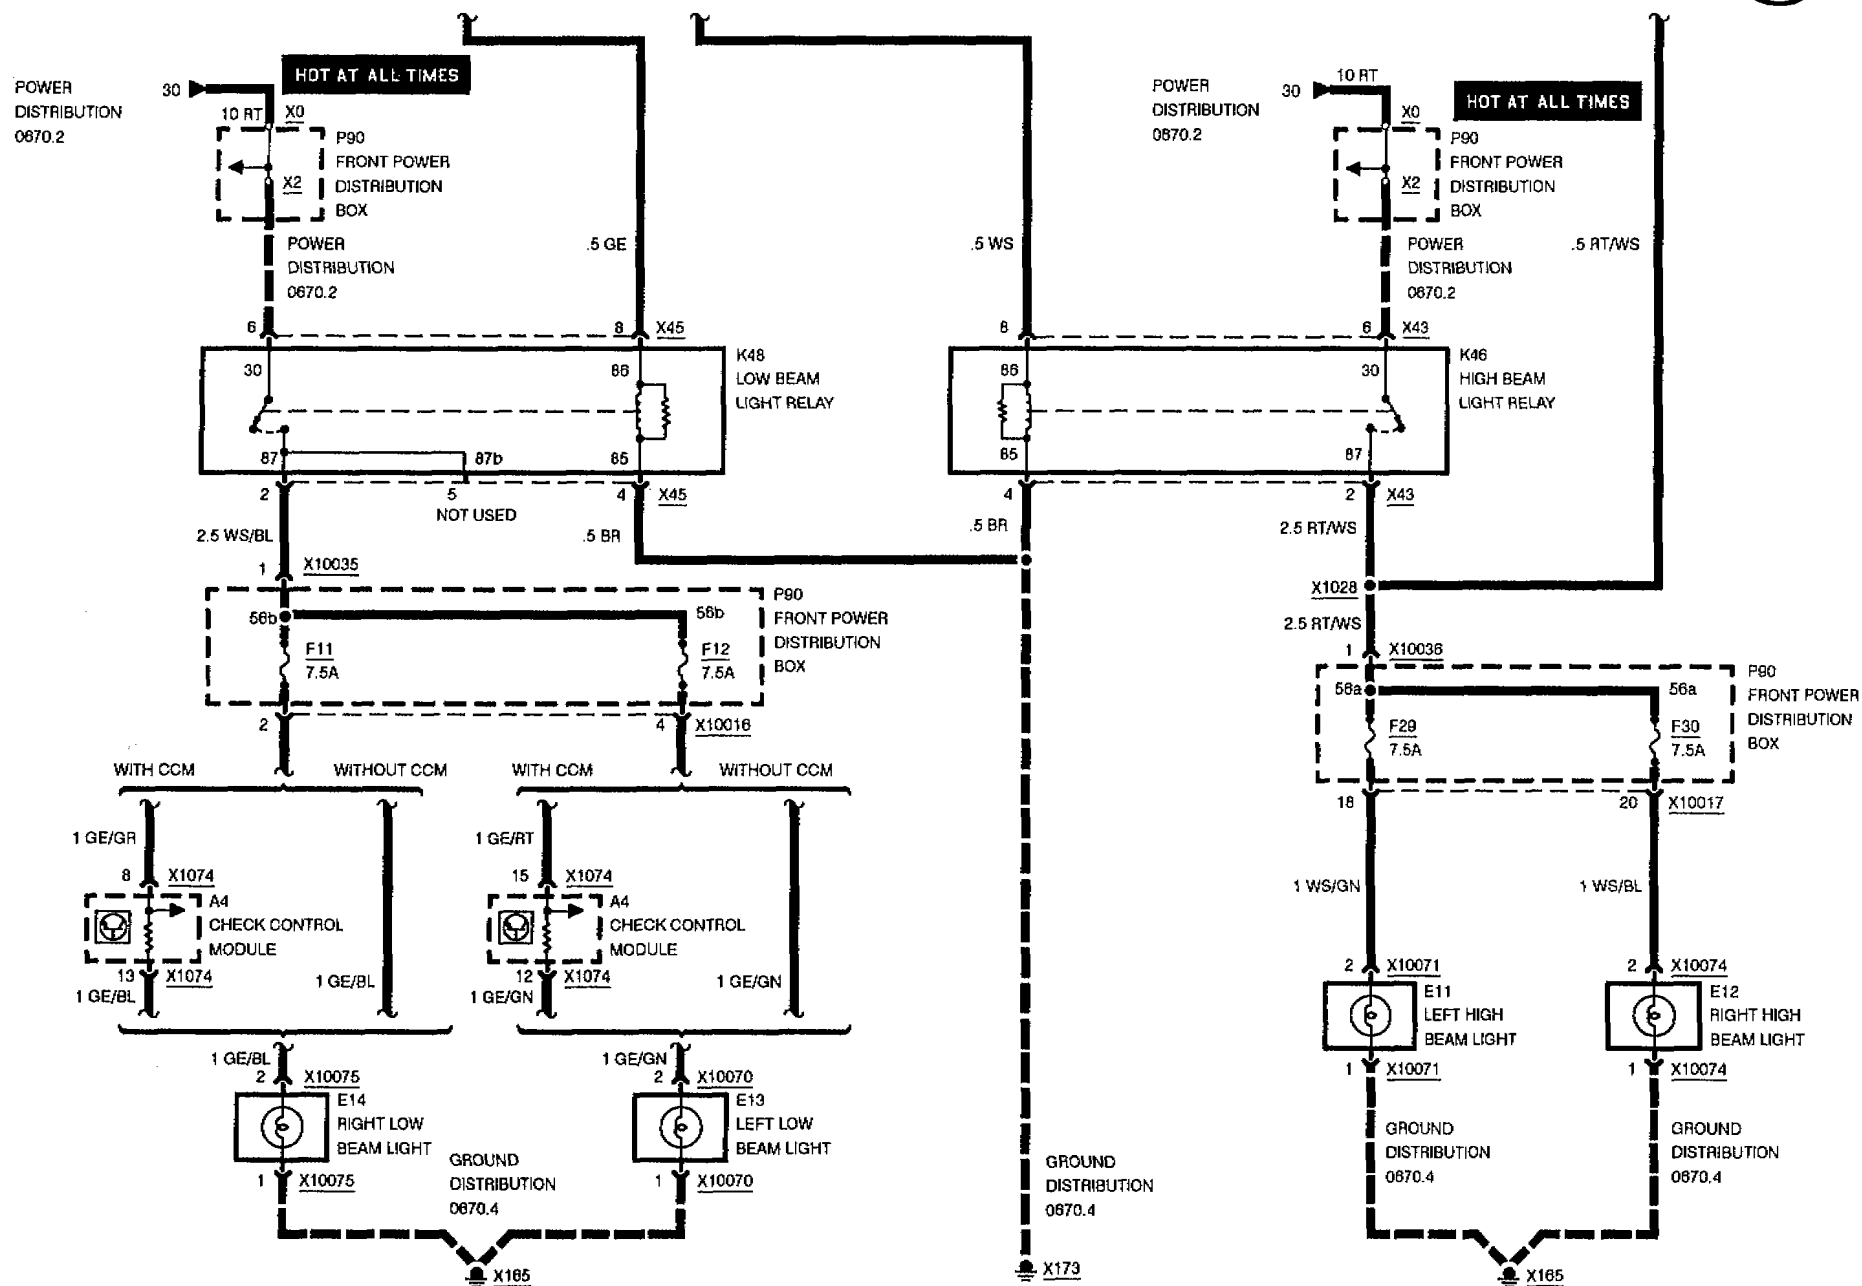 HOT AT ALL TIMES
POWER
DISTRIBUTION
0670.2
30
10 RT
X0
P90
FRONT POWER
DISTRIBUTION
BOX
X2
POWER
DISTRIBUTION
0670.2
.5 GE
.5 WS
POWER
DISTRIBUTION
0670.2
30
10 RT
HOT AT ALL TIMES
X0
P90
FRONT POWER
DISTRIBUTION
BOX
X2
POWER
DISTRIBUTION
0670.2
.5 RT/WS
6
8
X45
K48
LOW BEAM
LIGHT RELAY
30
86
87
87b
85
2
5
4
X45
NOT USED
8
6
X43
K46
HIGH BEAM
LIGHT RELAY
86
30
85
87
4
2
X43
2.5 WS/BL
.5 BR
.5 BR
2.5 RT/WS
1
X10035
X1028
2.5 RT/WS
P90
FRONT POWER
DISTRIBUTION
BOX
56b
56b
F11
7.5A
F12
7.5A
2
4
X10016
1
X10036
P90
FRONT POWER
DISTRIBUTION
BOX
56a
56a
F29
7.5A
F30
7.5A
18
20
X10017
WITH CCM
WITHOUT CCM
WITH CCM
WITHOUT CCM
1 GE/GR
1 GE/RT
8
X1074
15
X1074
A4
CHECK CONTROL
MODULE
A4
CHECK CONTROL
MODULE
13
X1074
12
X1074
1 GE/BL
1 GE/BL
1 GE/GN
1 GE/GN
1 WS/GN
1 WS/BL
2
X10071
2
X10074
E11
LEFT HIGH
BEAM LIGHT
E12
RIGHT HIGH
BEAM LIGHT
1
X10071
1
X10074
1 GE/BL
1 GE/GN
2
X10075
2
X10070
E14
RIGHT LOW
BEAM LIGHT
E13
LEFT LOW
BEAM LIGHT
1
X10075
1
X10070
GROUND
DISTRIBUTION
0670.4
GROUND
DISTRIBUTION
0670.4
GROUND
DISTRIBUTION
0670.4
GROUND
DISTRIBUTION
0670.4
X165
X173
X165